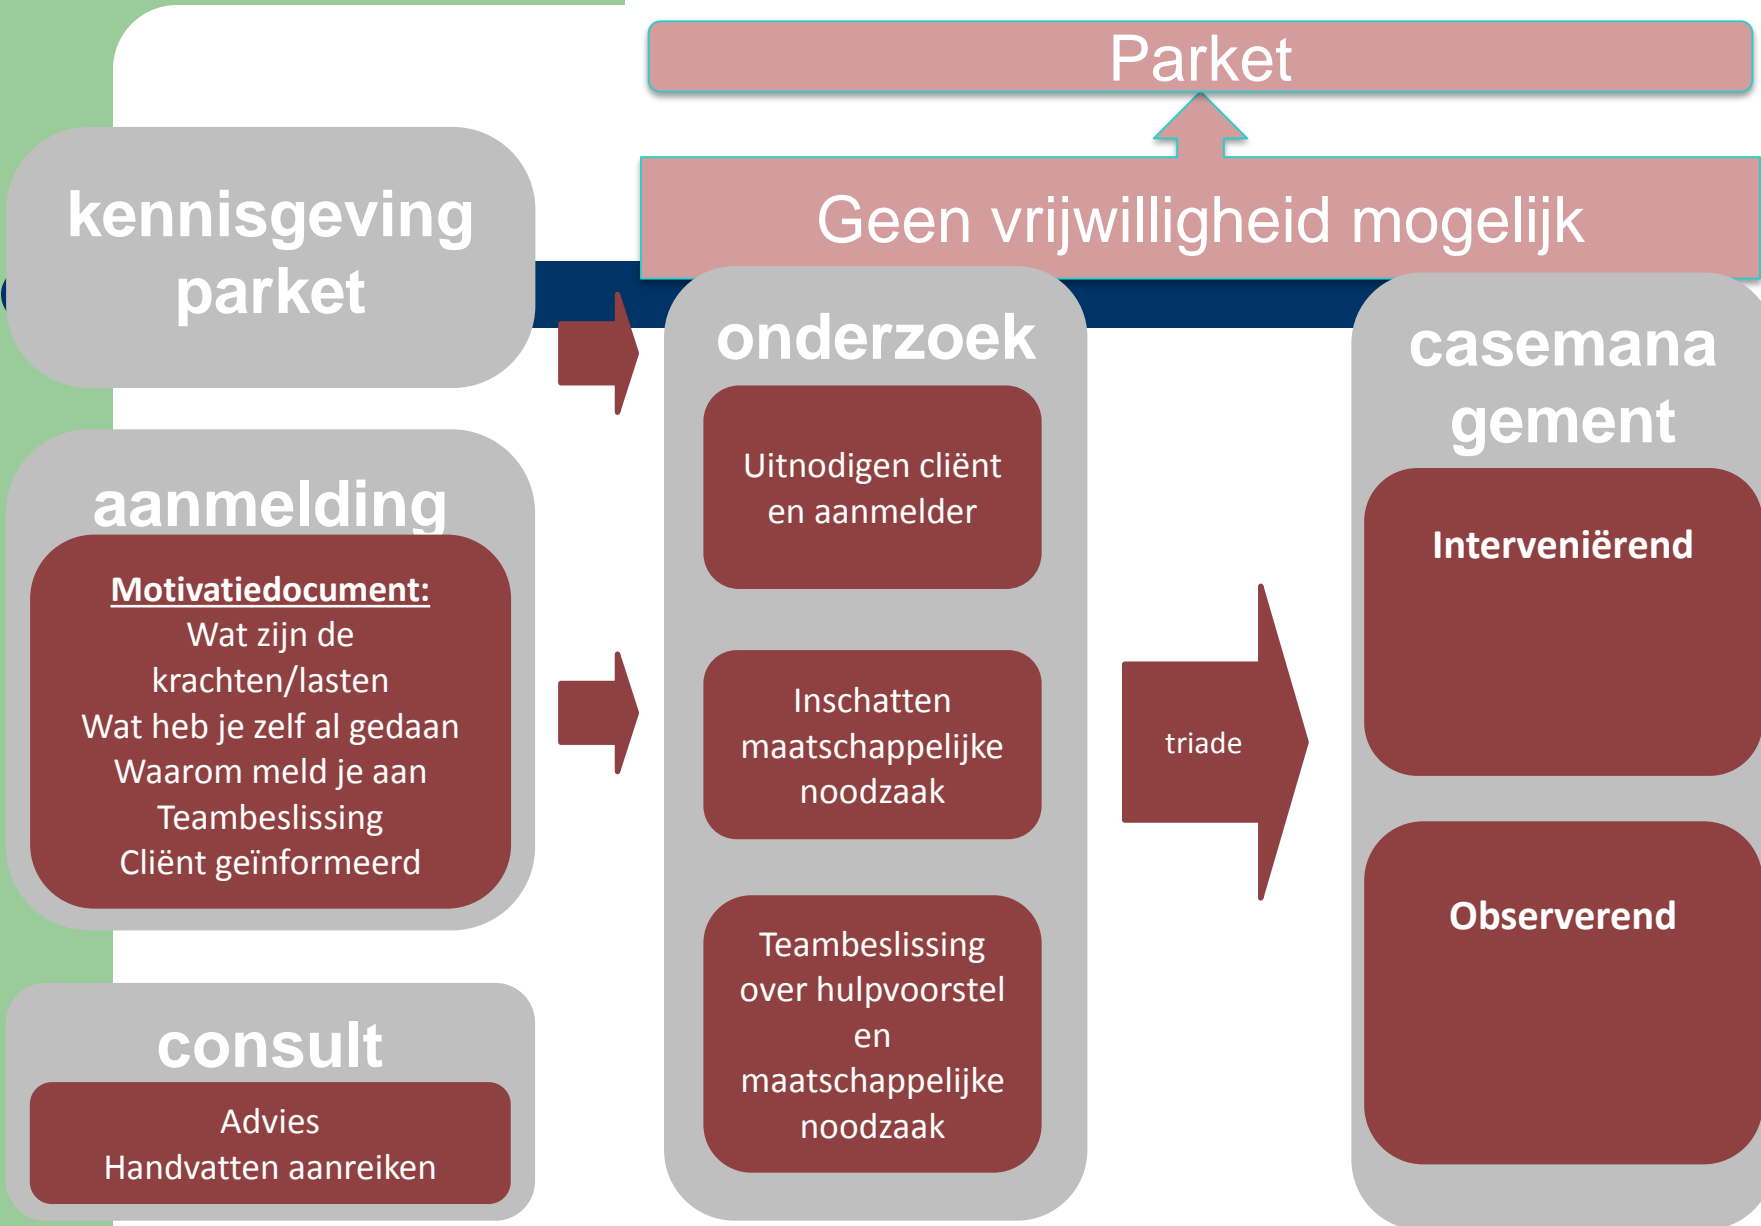 Parket
Geen vrijwilligheid mogelijk
kennisgeving
parket
aanmelding
Motivatiedocument:
Wat zijn de
krachten/lasten
Wat heb je zelf al gedaan
Waarom meld je aan
Teambeslissing
Cliënt geïnformeerd
consult
Advies
Handvatten aanreiken
onderzoek
Uitnodigen cliënt
en aanmelder
Inschatten
maatschappelijke
noodzaak
Teambeslissing
over hulpvoorstel
en
maatschappelijke
noodzaak
triade
casemana
gement
Interveniërend
Observerend